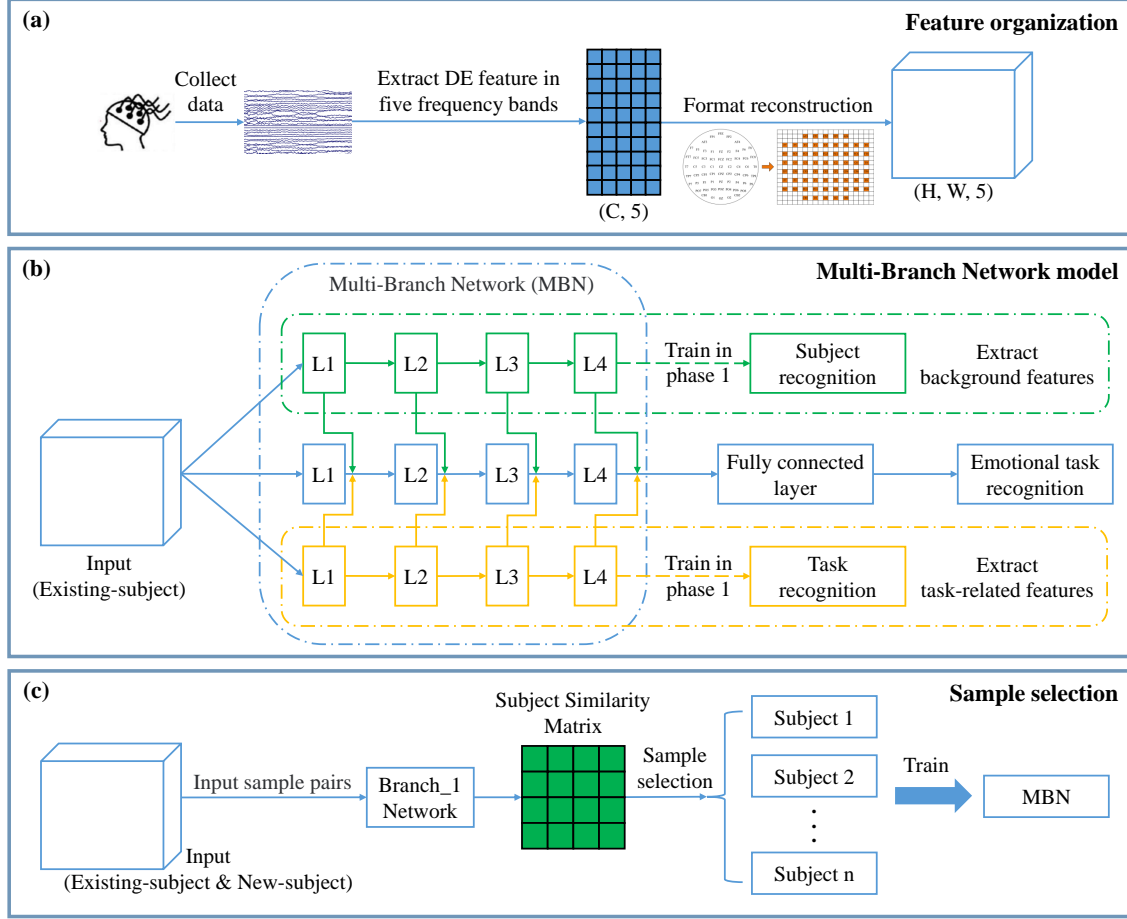 (a)
Feature organization
Collect
data
Extract DE feature in
five frequency bands
Format reconstruction
(C, 5)
(H, W, 5)
(b)
Multi-Branch Network model
Multi-Branch Network (MBN)
L1
L2
L3
L4
Train in
phase 1
Subject
recognition
Extract
background features
L1
L2
L3
L4
Fully connected
layer
Emotional task
recognition
Input
(Existing-subject)
L1
L2
L3
L4
Train in
phase 1
Task
recognition
Extract
task-related features
(c)
Sample selection
Subject Similarity
Matrix
Input sample pairs
Branch_1
Network
Sample
selection
Subject 1
Subject 2
Subject n
Train
MBN
Input
(Existing-subject & New-subject)